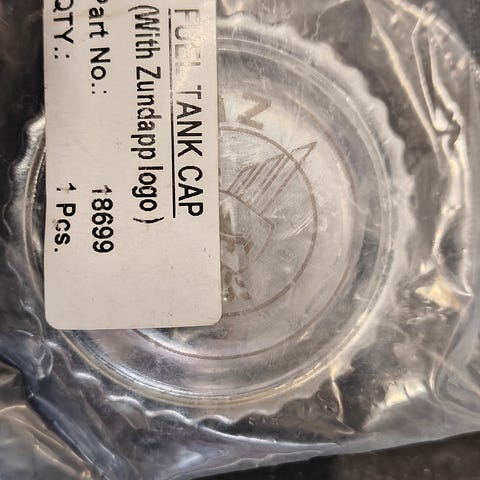 FUEL TANK CAP
(With Zundapp logo)
Part No.: 18699
QTY.: 1 Pcs.